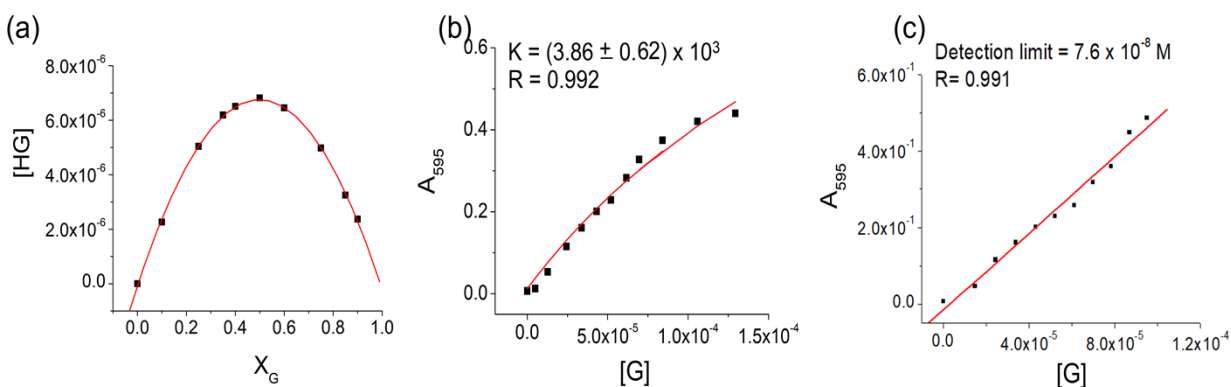 (a)
[HG]
8.0x10⁻⁶
6.0x10⁻⁶
4.0x10⁻⁶
2.0x10⁻⁶
0.0
0.0 0.2 0.4 0.6 0.8 1.0
X_G
(b)
K = (3.86 ± 0.62) x 10³
R = 0.992
A₅₉₅
0.6
0.4
0.2
0.0
0.0 5.0x10⁻⁵ 1.0x10⁻⁴ 1.5x10⁻⁴
[G]
(c)
Detection limit = 7.6 x 10⁻⁸ M
R= 0.991
A₅₉₅
6.0x10⁻¹
4.0x10⁻¹
2.0x10⁻¹
0.0
0.0 4.0x10⁻⁵ 8.0x10⁻⁵ 1.2x10⁻⁴
[G]